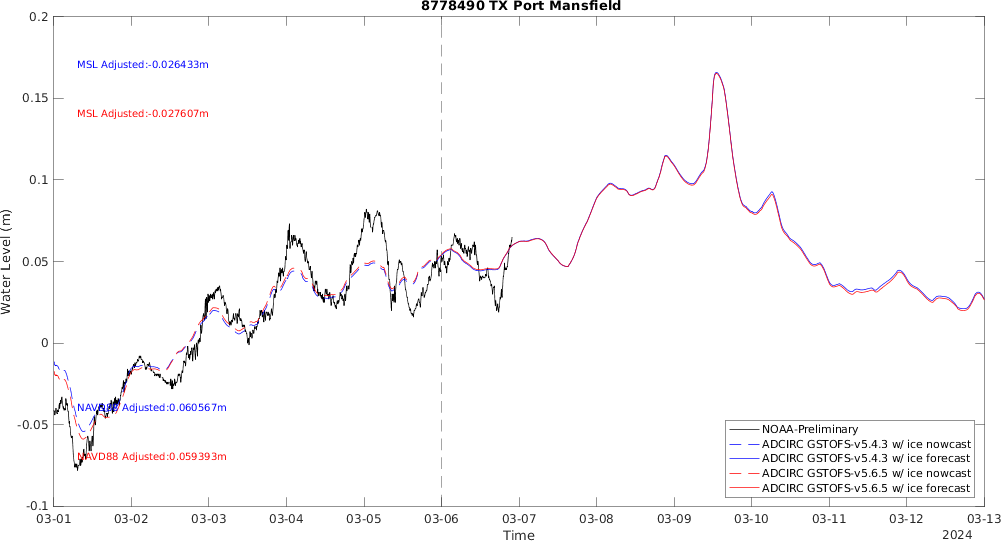 8778490 TX Port Mansfield
0.2
MSL Adjusted:-0.026433m
0.15
MSL Adjusted:-0.027607m
0.1
0.05
Water Level (m)
0
NAVD88 Adjusted:0.060567m
-0.05
NAVD88 Adjusted:0.059393m
-0.1
NOAA-Preliminary
ADCIRC GSTOFS-v5.4.3 w/ ice nowcast
ADCIRC GSTOFS-v5.4.3 w/ ice forecast
ADCIRC GSTOFS-v5.6.5 w/ ice nowcast
ADCIRC GSTOFS-v5.6.5 w/ ice forecast
03-01 03-02 03-03 03-04 03-05 03-06 03-07 03-08 03-09 03-10 03-11 03-12 03-13
Time
2024